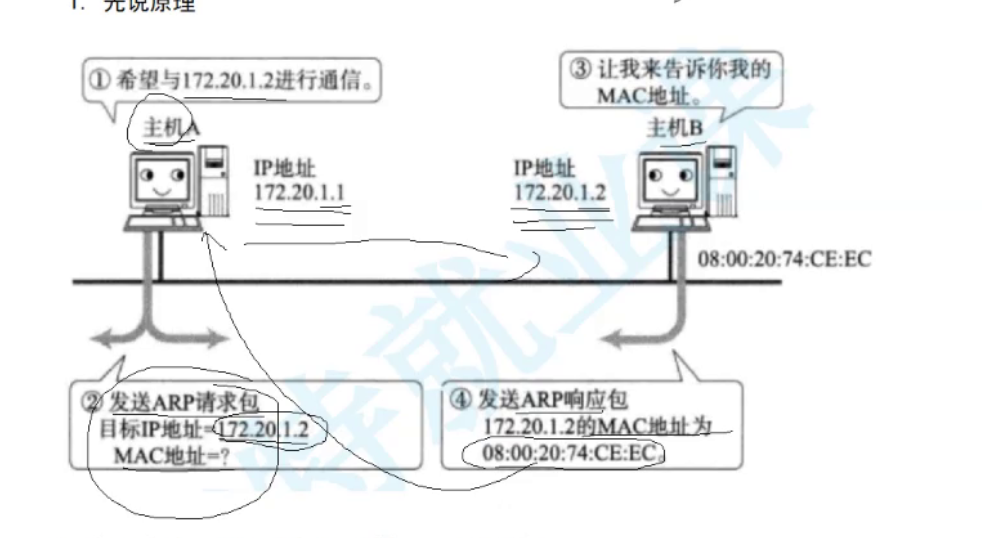 1. 先说原理
① 希望与172.20.1.2进行通信。
③ 让我来告诉你我的
MAC地址。
主机A
主机B
IP地址
172.20.1.1
IP地址
172.20.1.2
08:00:20:74:CE:EC
② 发送ARP请求包
目标IP地址=172.20.1.2
MAC地址=?
④ 发送ARP响应包
172.20.1.2的MAC地址为
08:00:20:74:CE:EC。
就业课